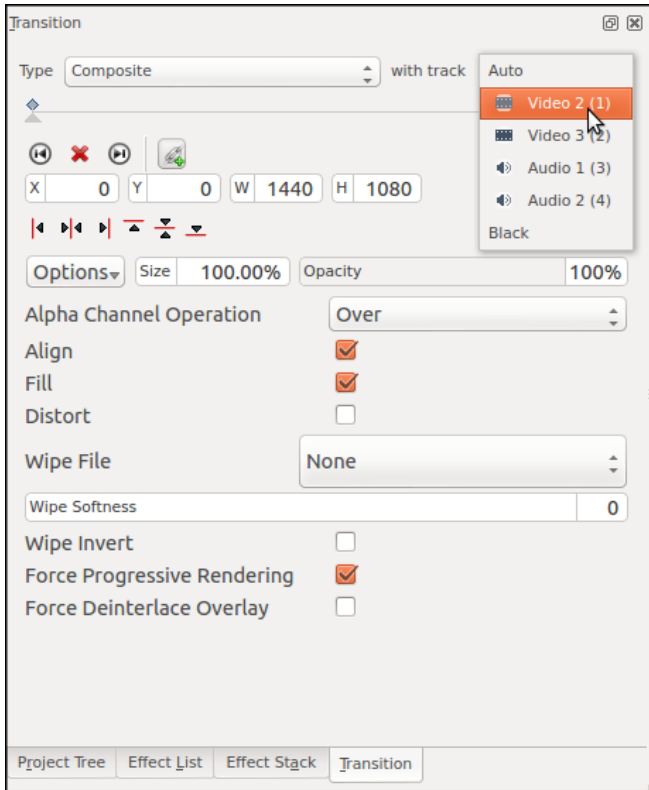 Transition
Type Composite with track Auto
Video 2 (1)
Video 3 (2)
Audio 1 (3)
Audio 2 (4)
Black
X 0 Y 0 W 1440 H 1080
Options Size 100.00% Opacity 100%
Alpha Channel Operation Over
Align
Fill
Distort
Wipe File None
Wipe Softness 0
Wipe Invert
Force Progressive Rendering
Force Deinterlace Overlay
Project Tree Effect List Effect Stack Transition